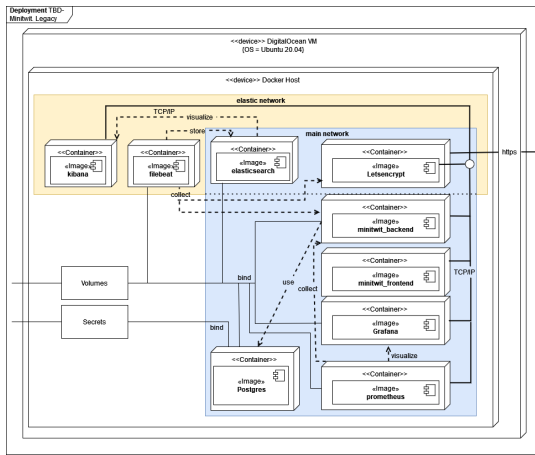 Deployment TBD-
Minitwit Legacy
<<device>> DigitalOcean VM
(OS = Ubuntu 20.04)
<<device>> Docker Host
elastic network
TCP/IP
visualize
store
main network
<<Container>>
«Image»
kibana
<<Container>>
«Image»
filebeat
<<Container>>
«Image»
elasticsearch
<<Container>>
«Image»
Letsencrypt
https
collect
<<Container>>
«Image»
minitwit_backend
<<Container>>
«Image»
minitwit_frontend
TCP/IP
Volumes
bind
use
collect
<<Container>>
«Image»
Grafana
Secrets
bind
visualize
<<Container>>
«Image»
Postgres
<<Container>>
«Image»
prometheus